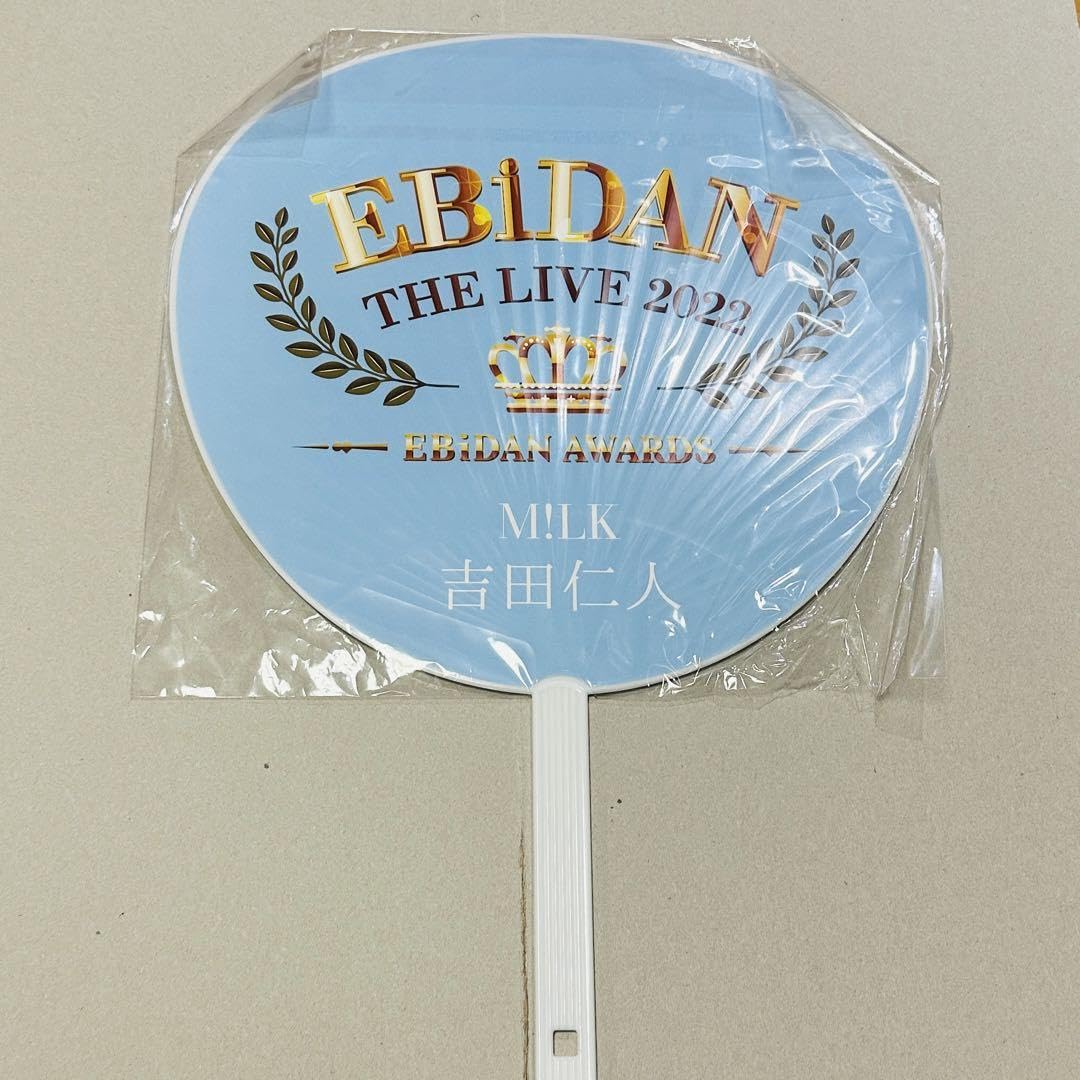 EBiDAN
THE LIVE 2022
EBiDAN AWARDS
M!LK
吉田仁人